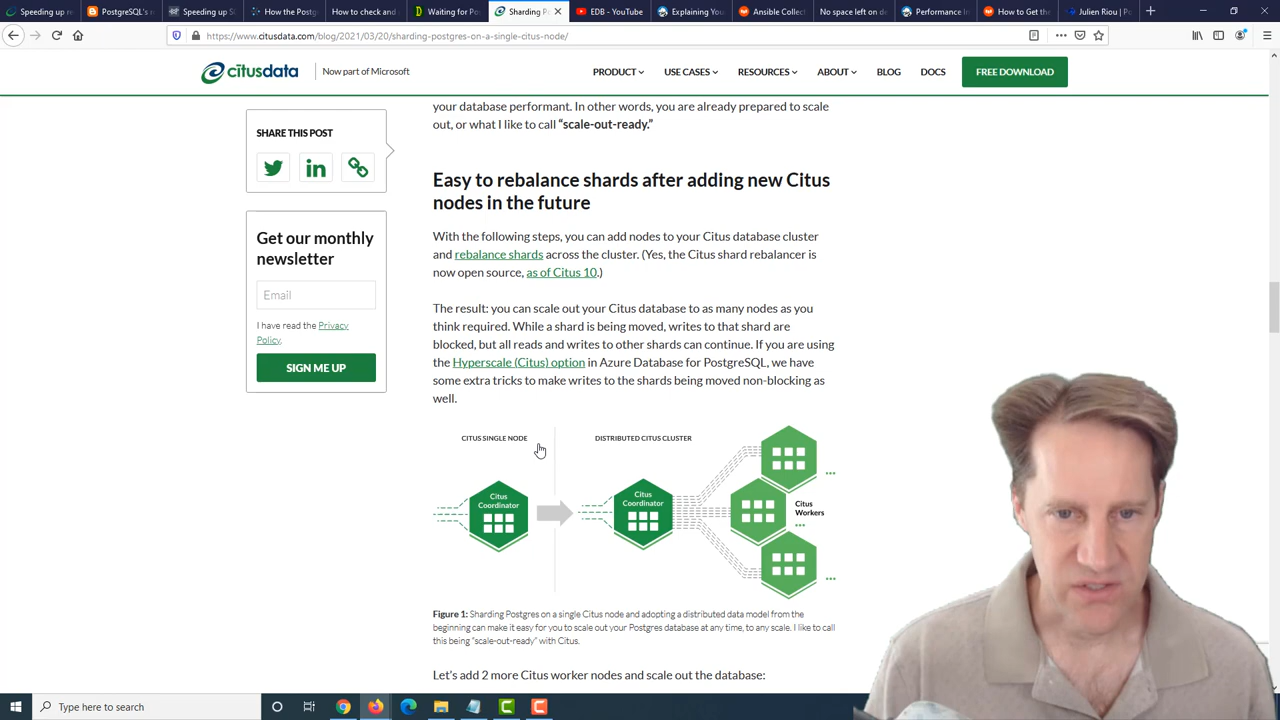 Speeding up re
PostgreSQL's
Speeding up S
How the Postg
How to check and
Waiting for Po
Sharding P
EDB - YouTube
Explaining You
Ansible Collect
No space left on de
Performance In
How to Get the
Julien Riou | Po
https://www.citusdata.com/blog/2021/03/20/sharding-postgres-on-a-single-citus-node/
citusdata
Now part of Microsoft
PRODUCT
USE CASES
RESOURCES
ABOUT
BLOG
DOCS
FREE DOWNLOAD
your database performant. In other words, you are already prepared to scale
out, or what I like to call “scale-out-ready.”
SHARE THIS POST
Get our monthly
newsletter
Email
I have read the Privacy
Policy.
SIGN ME UP
Easy to rebalance shards after adding new Citus
nodes in the future
With the following steps, you can add nodes to your Citus database cluster
and rebalance shards across the cluster. (Yes, the Citus shard rebalancer is
now open source, as of Citus 10.)
The result: you can scale out your Citus database to as many nodes as you
think required. While a shard is being moved, writes to that shard are
blocked, but all reads and writes to other shards can continue. If you are using
the Hyperscale (Citus) option in Azure Database for PostgreSQL, we have
some extra tricks to make writes to the shards being moved non-blocking as
well.
CITUS SINGLE NODE
DISTRIBUTED CITUS CLUSTER
Citus
Coordinator
Citus
Coordinator
Citus
Workers
...
Figure 1: Sharding Postgres on a single Citus node and adopting a distributed data model from the
beginning can make it easy for you to scale out your Postgres database at any time, to any scale. I like to call
this being "scale-out-ready" with Citus.
Let's add 2 more Citus worker nodes and scale out the database:
Type here to search